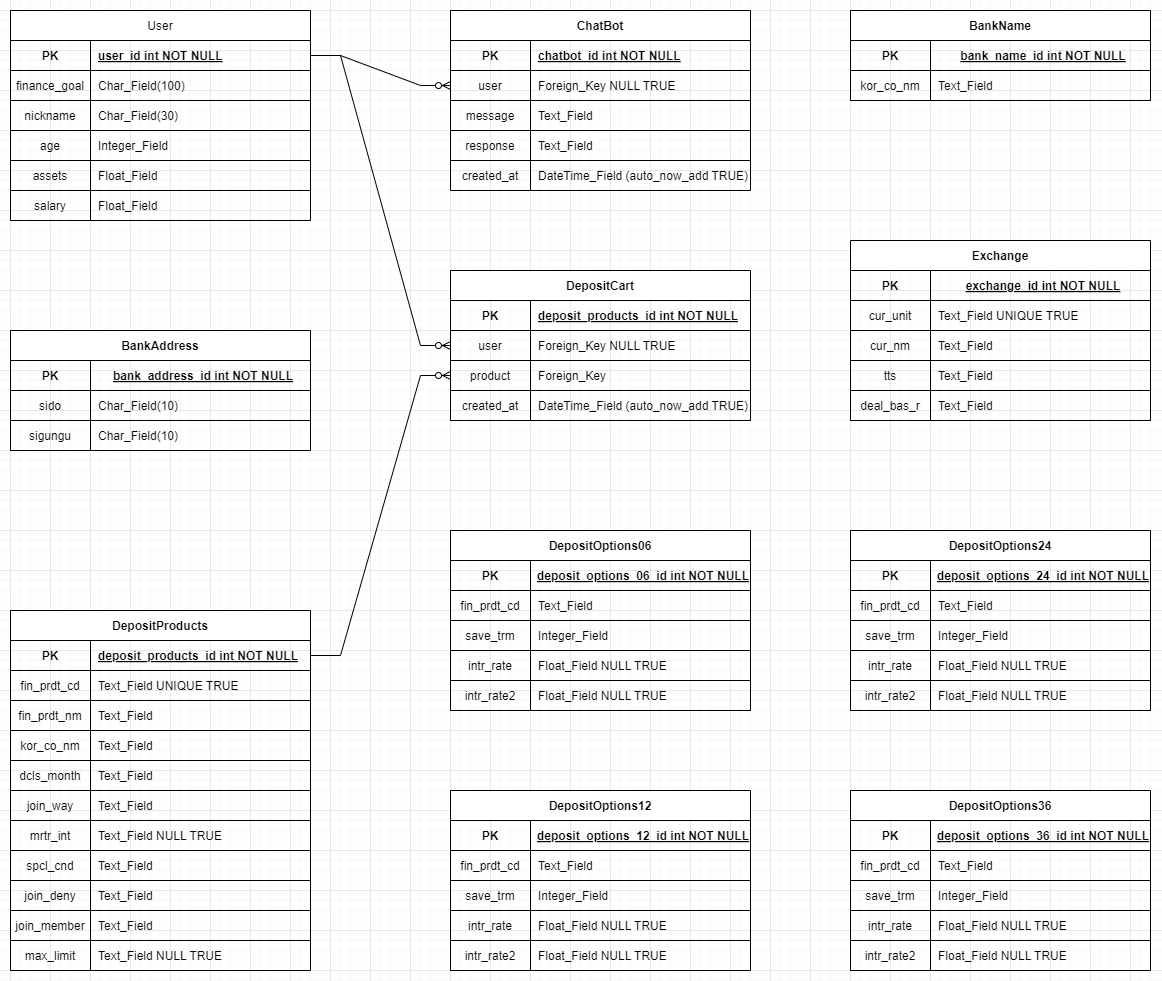 User
PK user_id int NOT NULL
finance_goal Char_Field(100)
nickname Char_Field(30)
age Integer_Field
assets Float_Field
salary Float_Field
ChatBot
PK chatbot_id int NOT NULL
user Foreign_Key NULL TRUE
message Text_Field
response Text_Field
created_at DateTime_Field (auto_now_add TRUE)
BankName
PK bank_name_id int NOT NULL
kor_co_nm Text_Field
Exchange
PK exchange_id int NOT NULL
cur_unit Text_Field UNIQUE TRUE
cur_nm Text_Field
tts Text_Field
deal_bas_r Text_Field
DepositCart
PK deposit_products_id int NOT NULL
user Foreign_Key NULL TRUE
product Foreign_Key
created_at DateTime_Field (auto_now_add TRUE)
BankAddress
PK bank_address_id int NOT NULL
sido Char_Field(10)
sigungu Char_Field(10)
DepositProducts
PK deposit_products_id int NOT NULL
fin_prdt_cd Text_Field UNIQUE TRUE
fin_prdt_nm Text_Field
kor_co_nm Text_Field
dcls_month Text_Field
join_way Text_Field
mrtr_int Text_Field NULL TRUE
spcl_cnd Text_Field
join_deny Text_Field
join_member Text_Field
max_limit Text_Field NULL TRUE
DepositOptions06
PK deposit_options_06_id int NOT NULL
fin_prdt_cd Text_Field
save_trm Integer_Field
intr_rate Float_Field NULL TRUE
intr_rate2 Float_Field NULL TRUE
DepositOptions24
PK deposit_options_24_id int NOT NULL
fin_prdt_cd Text_Field
save_trm Integer_Field
intr_rate Float_Field NULL TRUE
intr_rate2 Float_Field NULL TRUE
DepositOptions12
PK deposit_options_12_id int NOT NULL
fin_prdt_cd Text_Field
save_trm Integer_Field
intr_rate Float_Field NULL TRUE
intr_rate2 Float_Field NULL TRUE
DepositOptions36
PK deposit_options_36_id int NOT NULL
fin_prdt_cd Text_Field
save_trm Integer_Field
intr_rate Float_Field NULL TRUE
intr_rate2 Float_Field NULL TRUE